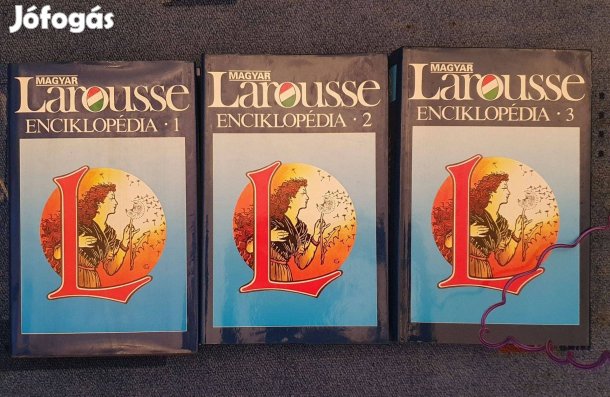 Jófogás
MAGYAR
Larousse
ENCIKLOPÉDIA · 1
L
MAGYAR
Larousse
ENCIKLOPÉDIA · 2
L
MAGYAR
Larousse
ENCIKLOPÉDIA · 3
L